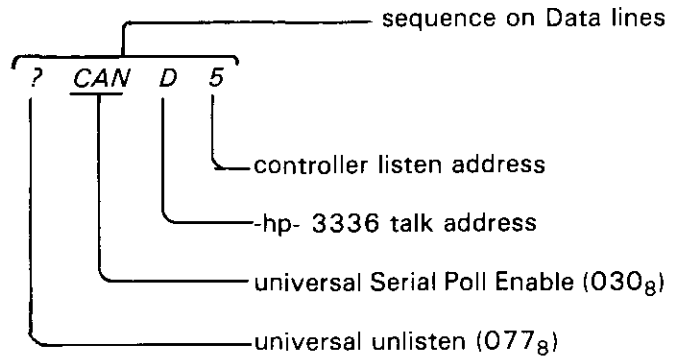 sequence on Data lines
? CAN D 5
controller listen address
-hp- 3336 talk address
universal Serial Poll Enable (030₈)
universal unlisten (077₈)